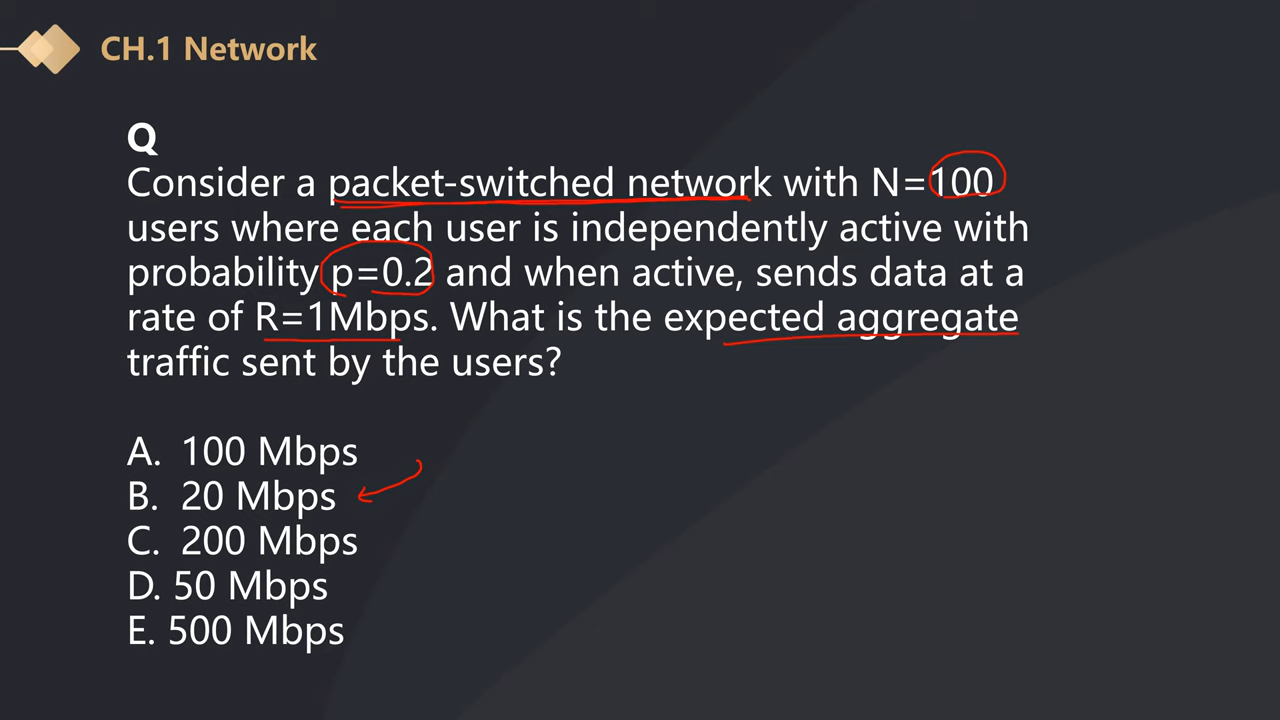 CH.1 Network
Q
Consider a packet-switched network with N=100
users where each user is independently active with
probability p=0.2 and when active, sends data at a
rate of R=1Mbps. What is the expected aggregate
traffic sent by the users?
A. 100 Mbps
B. 20 Mbps
C. 200 Mbps
D. 50 Mbps
E. 500 Mbps